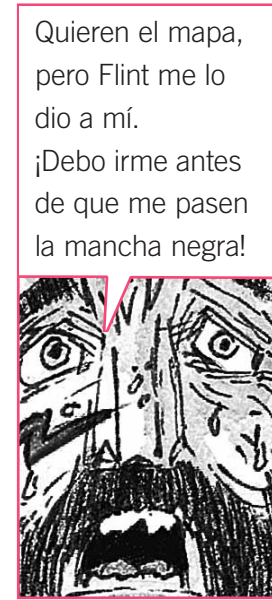 Quieren el mapa,
pero Flint me lo
dio a mí.
¡Debo irme antes
de que me pasen
la mancha negra!